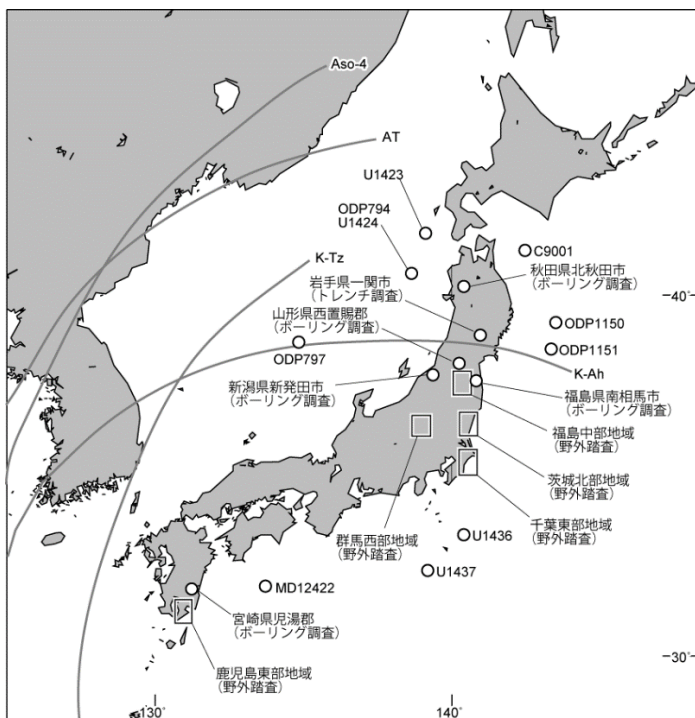 Aso-4
AT
U1423
ODP794
U1424
K-Tz
C9001
秋田県北秋田市
(ボーリング調査)
岩手県一関市
(トレンチ調査)
40
山形県西置賜郡
(ボーリング調査)
ODP1150
ODP1151
ODP797
K-Ah
新潟県新発田市
(ボーリング調査)
福島県南相馬市
(ボーリング調査)
福島中部地域
(野外踏査)
茨城北部地域
(野外踏査)
千葉東部地域
(野外踏査)
群馬西部地域
(野外踏査)
U1436
U1437
MD12422
宮崎県児湯郡
(ボーリング調査)
鹿児島東部地域
(野外踏査)
30
130
140